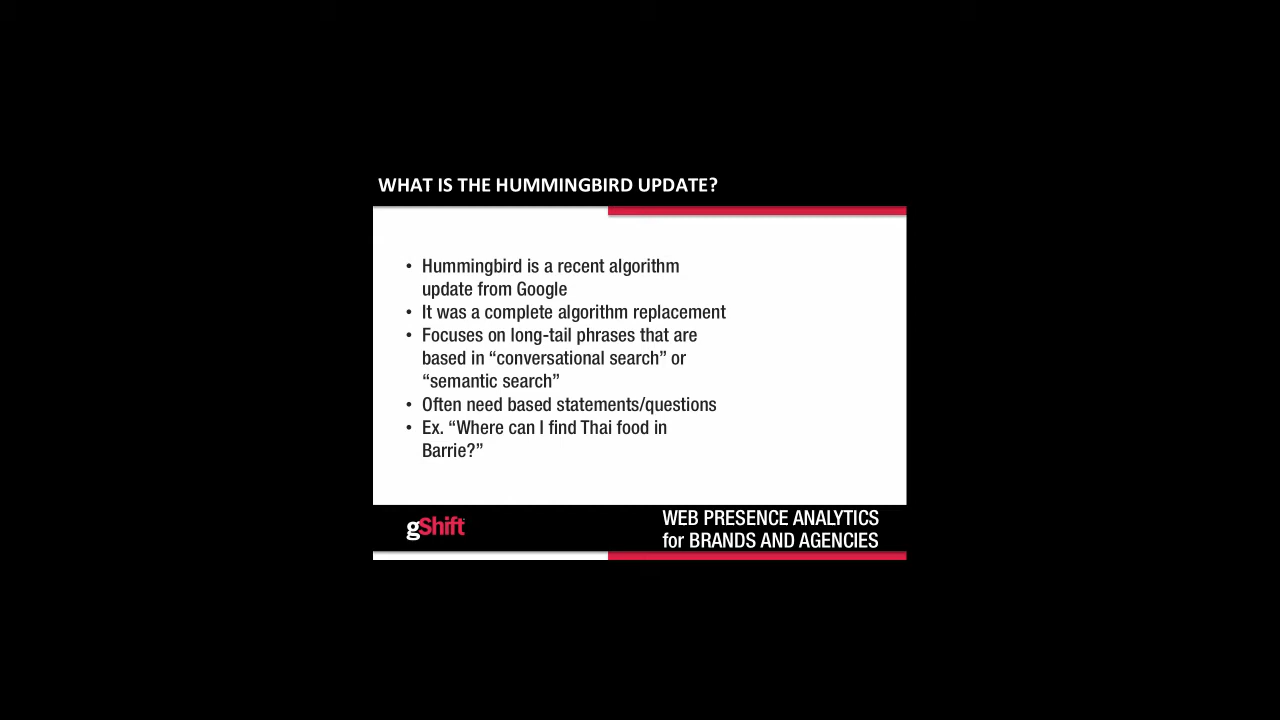 WHAT IS THE HUMMINGBIRD UPDATE?
• Hummingbird is a recent algorithm
update from Google
• It was a complete algorithm replacement
• Focuses on long-tail phrases that are
based in “conversational search” or
“semantic search”
• Often need based statements/questions
• Ex. “Where can I find Thai food in
Barrie?”
gShift
WEB PRESENCE ANALYTICS
for BRANDS AND AGENCIES